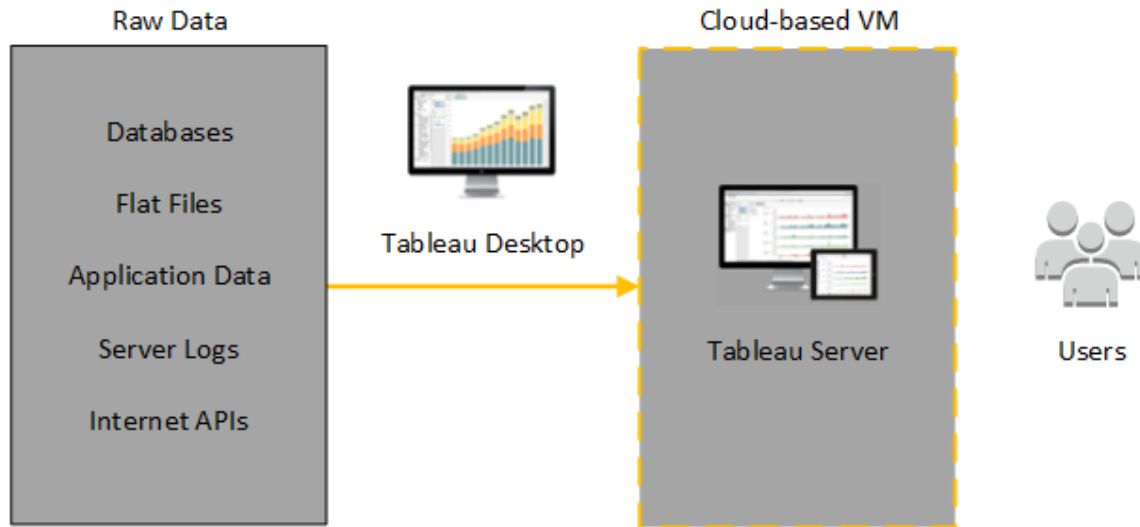 Raw Data
Databases
Flat Files
Application Data
Server Logs
Internet APIs
Tableau Desktop
Cloud-based VM
Tableau Server
Users